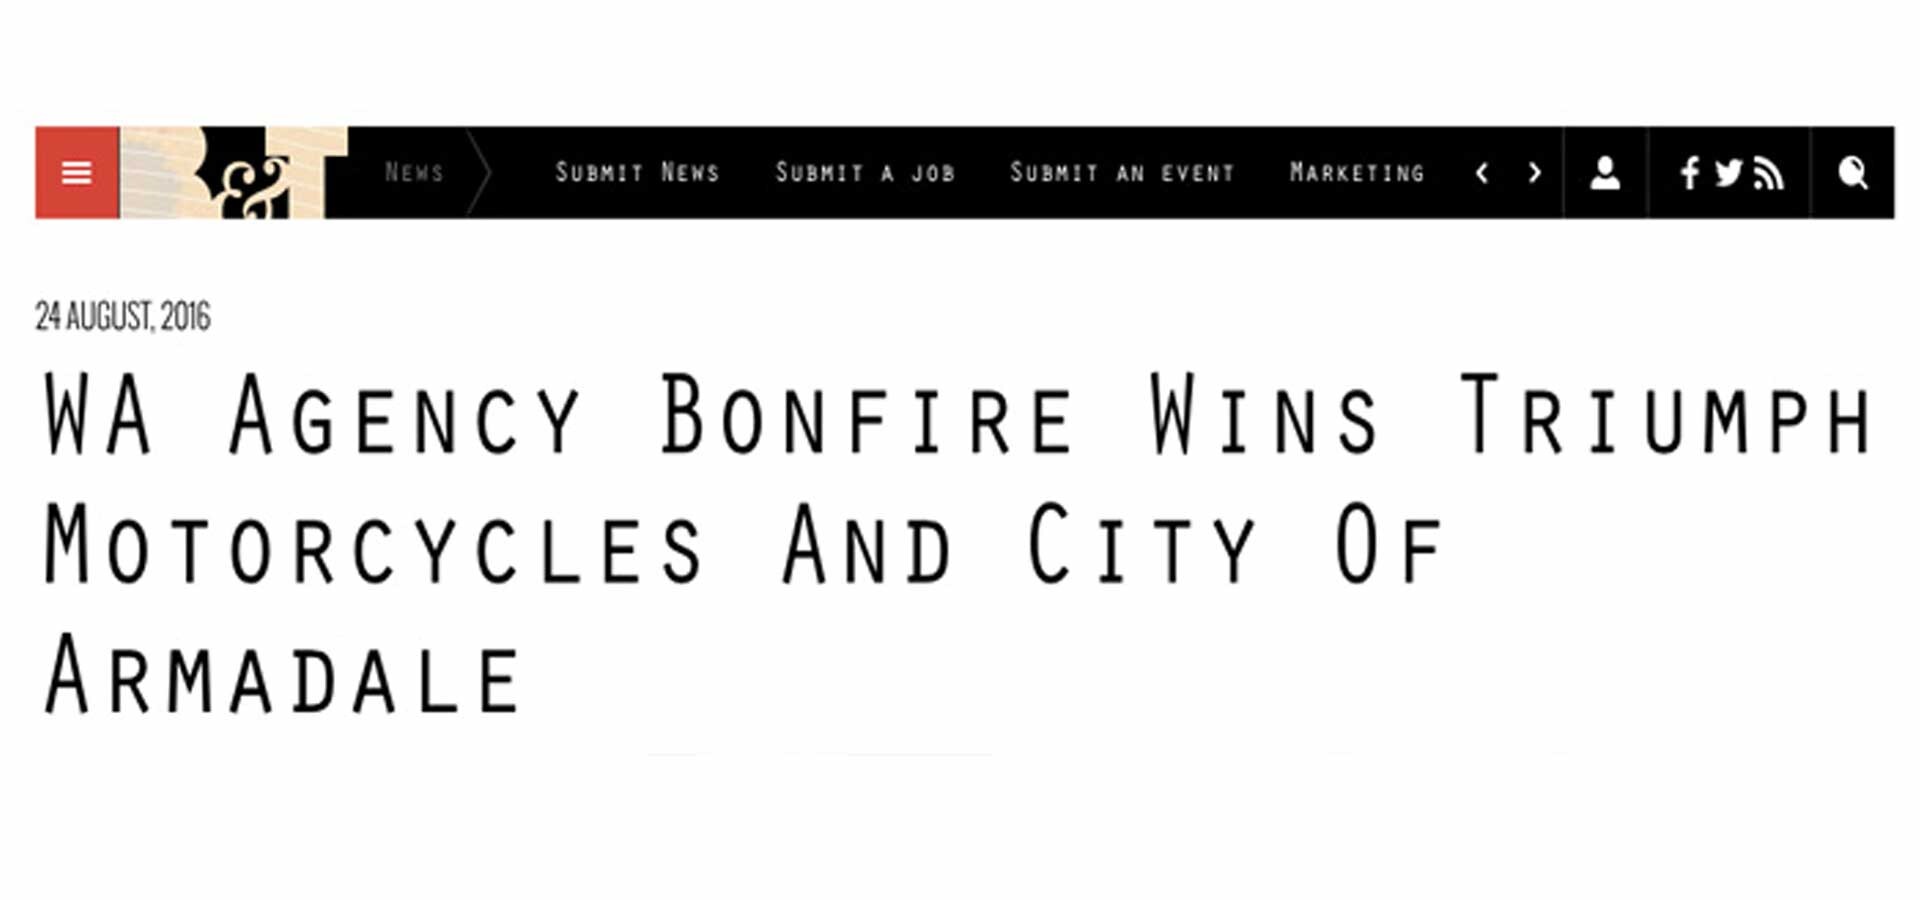 B&T News Submit News Submit a job Submit an event Marketing
24 AUGUST, 2016
WA Agency Bonfire Wins Triumph
Motorcycles And City Of
Armadale